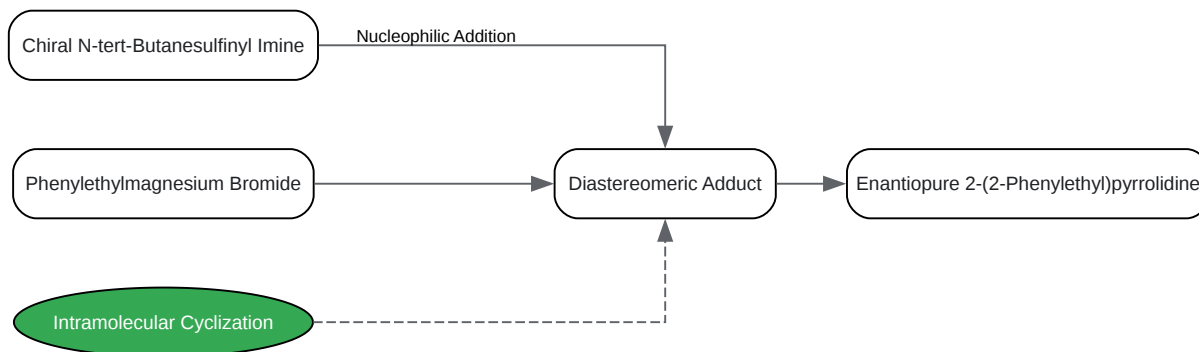 Chiral N-tert-Butanesulfinyl Imine
Nucleophilic Addition
Phenylethylmagnesium Bromide
Diastereomeric Adduct
Enantiopure 2-(2-Phenylethyl)pyrrolidine
Intramolecular Cyclization